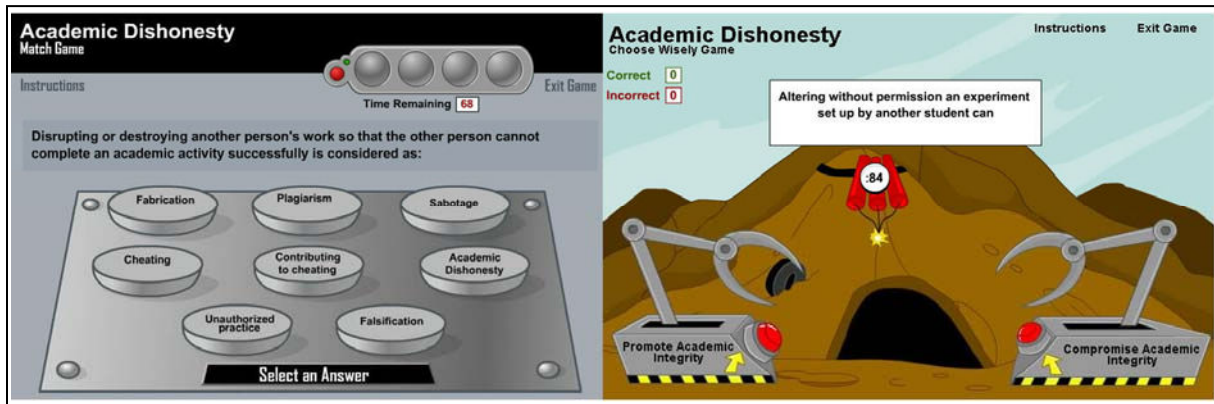 Academic Dishonesty
Match Game
Instructions
Exit Game
Time Remaining 68
Disrupting or destroying another person's work so that the other person cannot
complete an academic activity successfully is considered as:
Fabrication
Plagiarism
Sabotage
Cheating
Contributing
to cheating
Academic
Dishonesty
Unauthorized
practice
Falsification
Select an Answer
Academic Dishonesty
Choose Wisely Game
Instructions
Exit Game
Correct 0
Incorrect 0
Altering without permission an experiment
set up by another student can
:84
Promote Academic
Integrity
Compromise Academic
Integrity